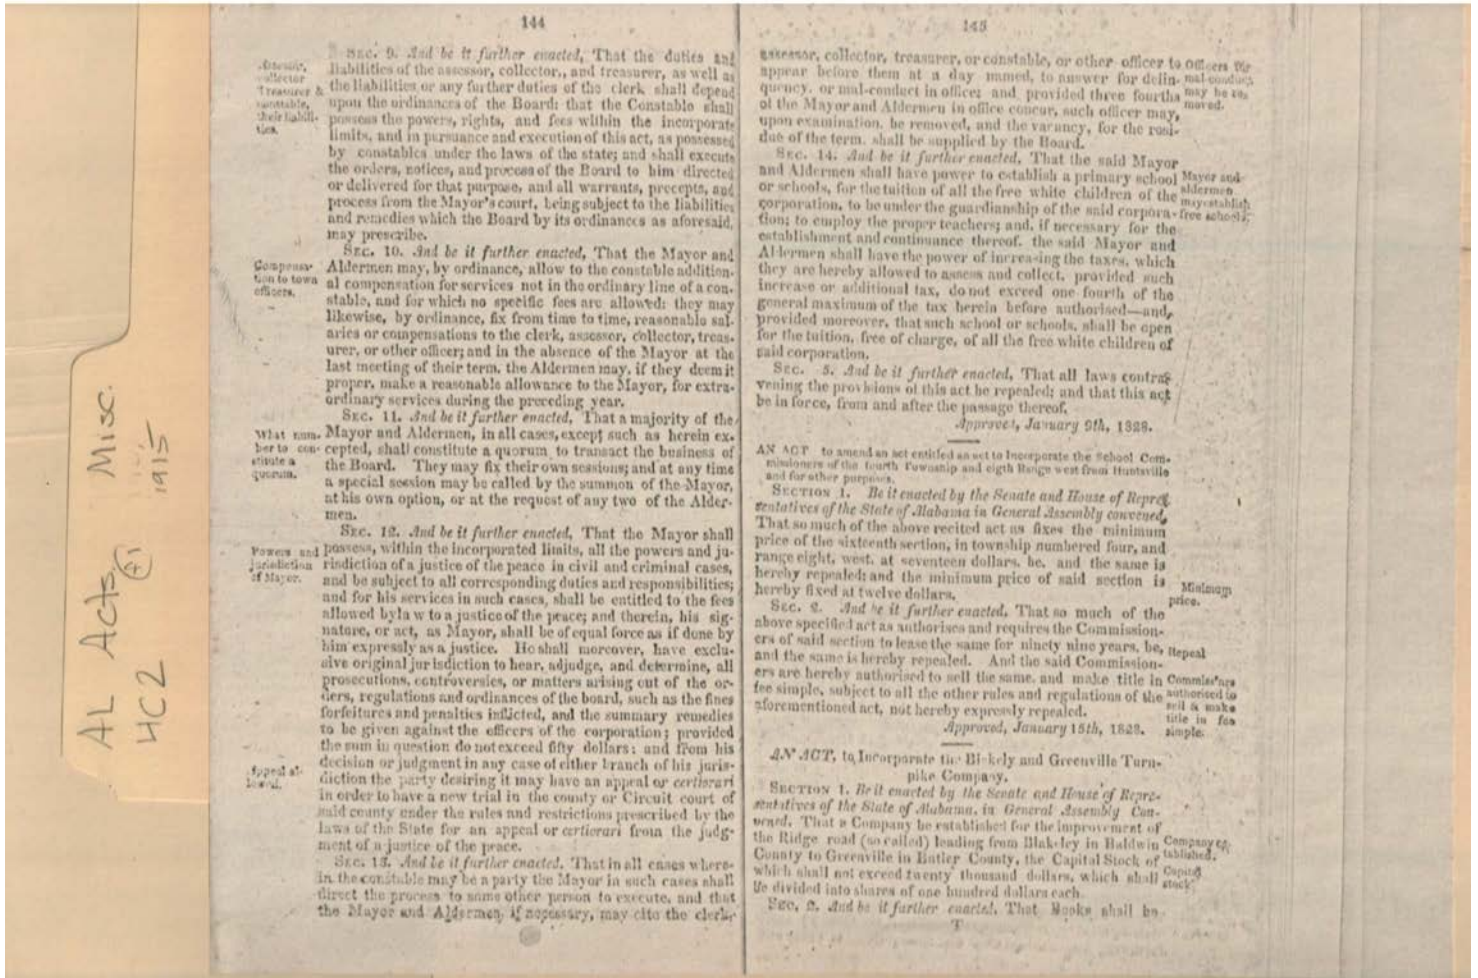 AL Acts Misc.
HC2 1915
144
SEC. 9. And be it further enacted, That the duties and
liabilities of the assessor, collector, and treasurer, as well as
the liabilities or any further duties of the clerk shall depend
upon the ordinances of the Board: that the Constable shall
possess the powers, rights, and fees within the incorporate
limits, and in pursuance and execution of this act, as possessed
by constables under the laws of the state; and shall execute
the orders, notices, and process of the Board to him directed
or delivered for that purpose, and all warrants, precepts, and
process from the Mayor's court, being subject to the liabilities
and remedies which the Board by its ordinances as aforesaid,
may prescribe.
Assessor,
collector
Treasurer &
constable,
their liabili-
ties.
SEC. 10. And be it further enacted, That the Mayor and
Aldermen may, by ordinance, allow to the constable addition-
al compensation for services not in the ordinary line of a con-
stable, and for which no specific fees are allowed: they may
likewise, by ordinance, fix from time to time, reasonable sal-
aries or compensations to the clerk, assessor, collector, treas-
urer, or other officer; and in the absence of the Mayor at the
last meeting of their term, the Aldermen may, if they deem it
proper, make a reasonable allowance to the Mayor, for extra-
ordinary services during the preceding year.
Compensa-
tion to town
officers.
SEC. 11. And be it further enacted, That a majority of the
Mayor and Aldermen, in all cases, except such as herein ex-
cepted, shall constitute a quorum to transact the business of
the Board. They may fix their own sessions; and at any time
a special session may be called by the summon of the Mayor,
at his own option, or at the request of any two of the Alder-
men.
What num-
ber to con-
stitute a
quorum.
SEC. 12. And be it further enacted, That the Mayor shall
possess, within the incorporated limits, all the powers and ju-
risdiction of a justice of the peace in civil and criminal cases,
and be subject to all corresponding duties and responsibilities;
and for his services in such cases, shall be entitled to the fees
allowed byla w to a justice of the peace; and therein, his sig-
nature, or act, as Mayor, shall be of equal force as if done by
him expressly as a justice. He shall moreover, have exclu-
sive original jurisdiction to hear, adjudge, and determine, all
prosecutions, controversies, or matters arising out of the or-
ders, regulations and ordinances of the board, such as the fines
forfeitures and penalties inflicted, and the summary remedies
to be given against the officers of the corporation; provided
the sum in question do not exceed fifty dollars: and from his
decision or judgment in any case of either branch of his juris-
diction the party desiring it may have an appeal or certiorari
in order to have a new trial in the county or Circuit court of
said county under the rules and restrictions prescribed by the
laws of the State for an appeal or certiorari from the judg-
ment of a justice of the peace.
Powers and
jurisdiction
of Mayor.
Appeal al-
lowed.
SEC. 13. And be it further enacted, That in all cases where-
in the constable may be a party the Mayor in such cases shall
direct the process to some other person to execute, and that
the Mayor and Aldermen, if necessary, may cite the clerk,
145
assessor, collector, treasurer, or constable, or other officer to
appear before them at a day named, to answer for delin-
quency, or mal-conduct in office; and provided three fourths
of the Mayor and Aldermen in office concur, such officer may,
upon examination, be removed, and the vacancy, for the resi-
due of the term, shall be supplied by the Board.
Officers for
mal-conduct
may be re-
moved.
SEC. 14. And be it further enacted, That the said Mayor
and Aldermen shall have power to establish a primary school
or schools, for the tuition of all the free white children of the
corporation, to be under the guardianship of the said corpora-
tion; to employ the proper teachers; and, if necessary for the
establishment and continuance thereof, the said Mayor and
Aldermen shall have the power of increasing the taxes, which
they are hereby allowed to assess and collect, provided such
increase or additional tax, do not exceed one fourth of the
general maximum of the tax herein before authorised—and,
provided moreover, that such school or schools, shall be open
for the tuition, free of charge, of all the free white children of
said corporation.
Mayor and
aldermen
may establish
free schools,
SEC. 5. And be it further enacted, That all laws contra-
vening the provisions of this act be repealed; and that this act
be in force, from and after the passage thereof.
Approved, January 9th, 1828.
AN ACT to amend an act entitled an act to Incorporate the School Com-
missioners of the fourth Township and eigth Range west from Huntsville
and for other purposes.
SECTION 1. Be it enacted by the Senate and House of Repre-
sentatives of the State of Alabama in General Assembly convened,
That so much of the above recited act as fixes the minimum
price of the sixteenth section, in township numbered four, and
range eight, west, at seventeen dollars, be, and the same is
hereby repealed; and the minimum price of said section is
hereby fixed at twelve dollars.
Minimum
price.
SEC. 2. And be it further enacted, That so much of the
above specified act as authorises and requires the Commission-
ers of said section to lease the same for ninety nine years, be,
and the same is hereby repealed. And the said Commission-
ers are hereby authorised to sell the same, and make title in
fee simple, subject to all the other rules and regulations of the
aforementioned act, not hereby expressly repealed.
Approved, January 15th, 1828.
Repeal
Commiss'ars
authorised to
sell & make
title in fee
simple.
AN ACT, to Incorporate the Blakely and Greenville Turn-
pike Company.
SECTION 1. Be it enacted by the Senate and House of Repre-
sentatives of the State of Alabama, in General Assembly Con-
vened. That a Company be established for the improvement of
the Ridge road (so called) leading from Blakeley in Baldwin
County to Greenville in Butler County, the Capital Stock of
which shall not exceed twenty thousand dollars, which shall
be divided into shares of one hundred dollars each.
Company es-
tablished.
Capital
stock
SEC. 2. And be it further enacted, That Books shall be
T